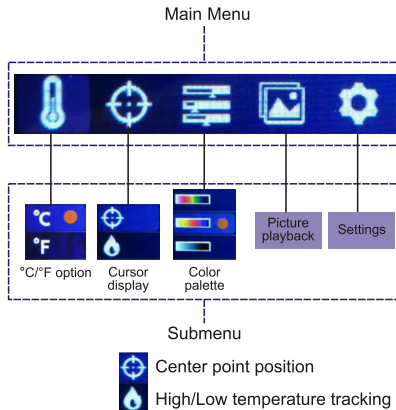 Main Menu
°C
°F
°C/°F option
Cursor
display
Color
palette
Picture
playback
Settings
Submenu
Center point position
High/Low temperature tracking